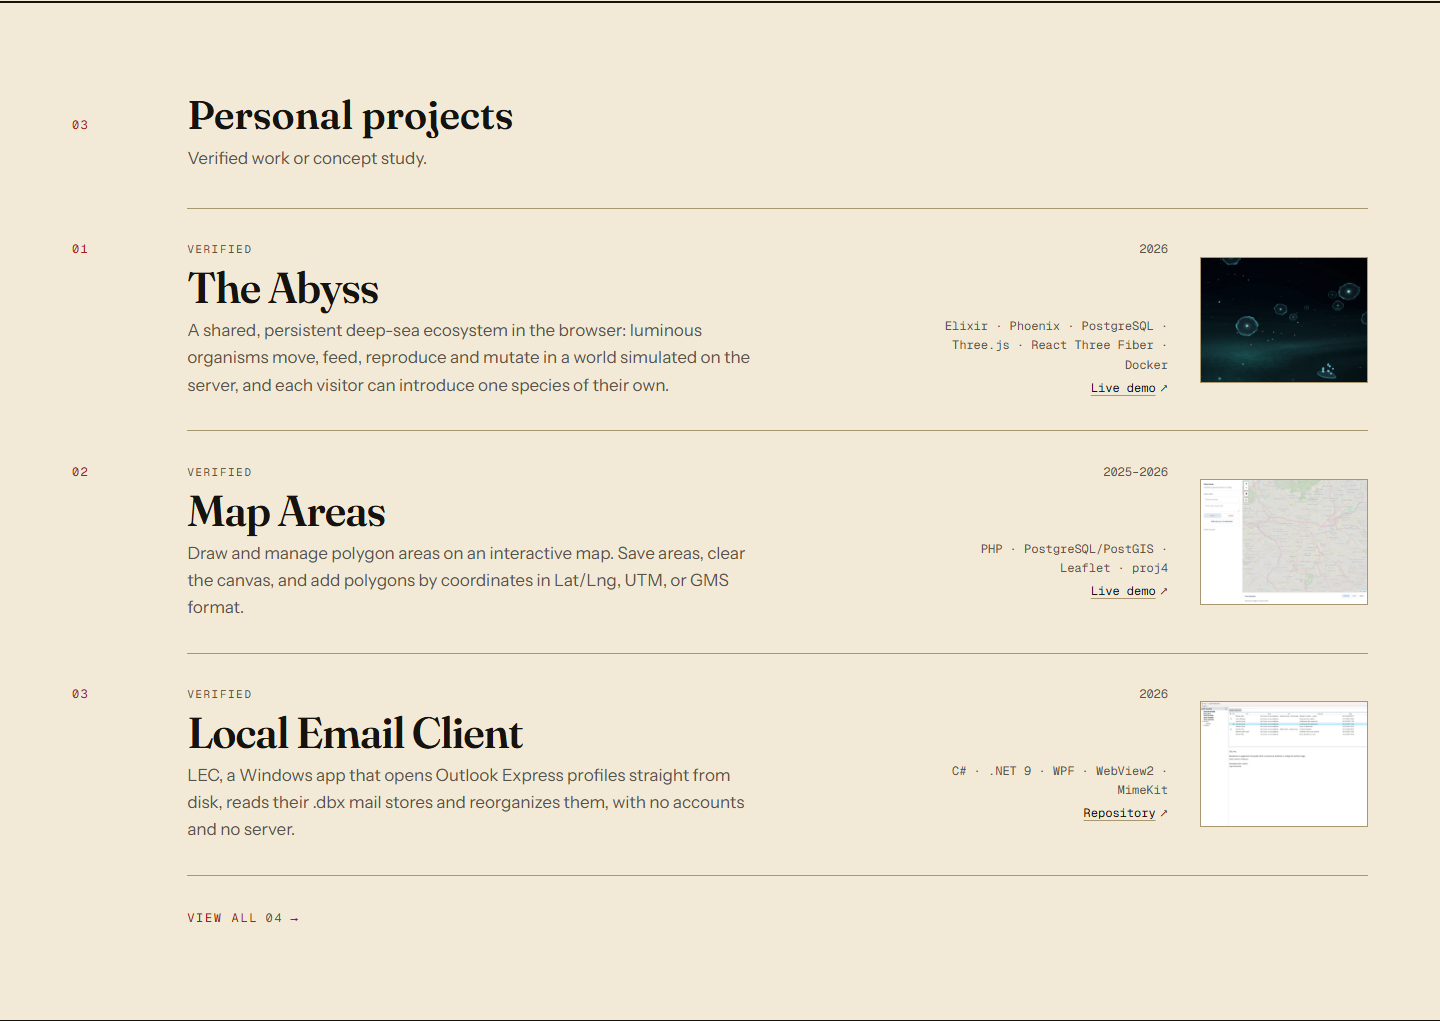 03
Personal projects
Verified work or concept study.
01
VERIFIED
2026
The Abyss
A shared, persistent deep-sea ecosystem in the browser: luminous
organisms move, feed, reproduce and mutate in a world simulated on the
server, and each visitor can introduce one species of their own.
Elixir · Phoenix · PostgreSQL ·
Three.js · React Three Fiber ·
Docker
Live demo ↗
02
VERIFIED
2025–2026
Map Areas
Draw and manage polygon areas on an interactive map. Save areas, clear
the canvas, and add polygons by coordinates in Lat/Lng, UTM, or GMS
format.
PHP · PostgreSQL/PostGIS ·
Leaflet · proj4
Live demo ↗
03
VERIFIED
2026
Local Email Client
LEC, a Windows app that opens Outlook Express profiles straight from
disk, reads their .dbx mail stores and reorganizes them, with no accounts
and no server.
C# · .NET 9 · WPF · WebView2 ·
MimeKit
Repository ↗
VIEW ALL 04 →